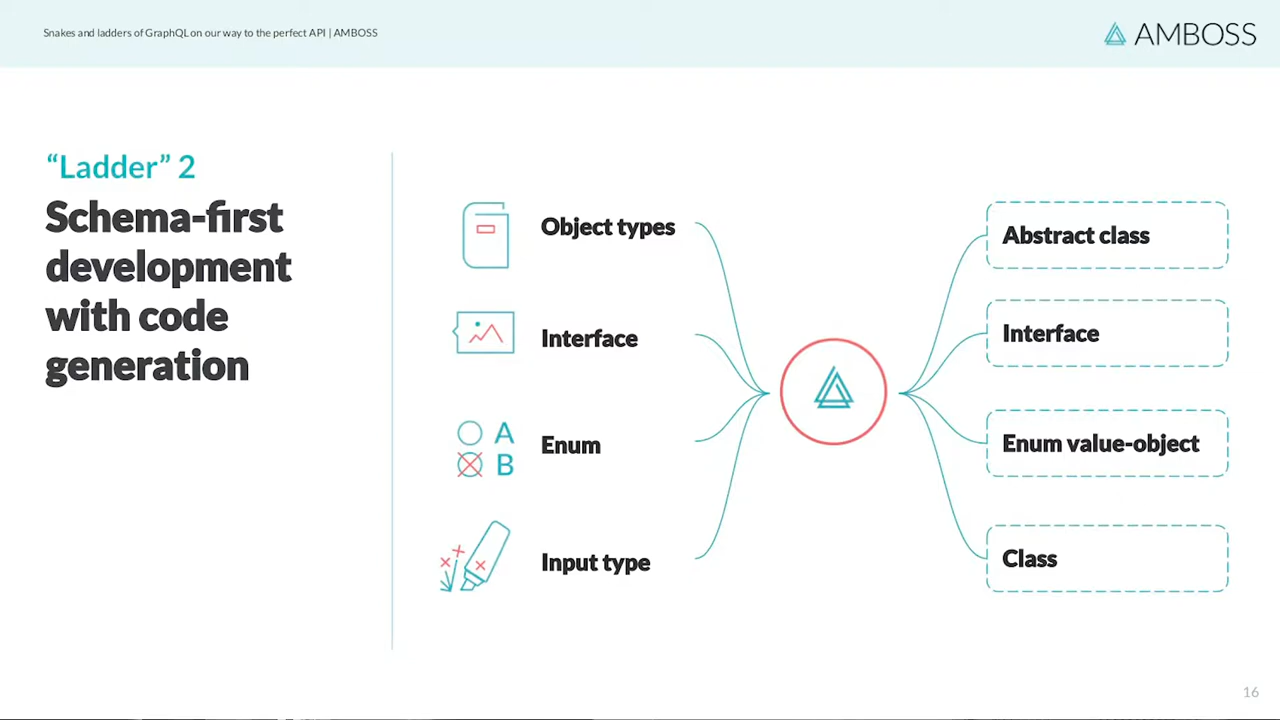 Snakes and ladders of GraphQL on our way to the perfect API | AMBOSS
AMBOSS
“Ladder” 2
Schema-first
development
with code
generation
Object types
Interface
A
B
Enum
Input type
Abstract class
Interface
Enum value-object
Class
16